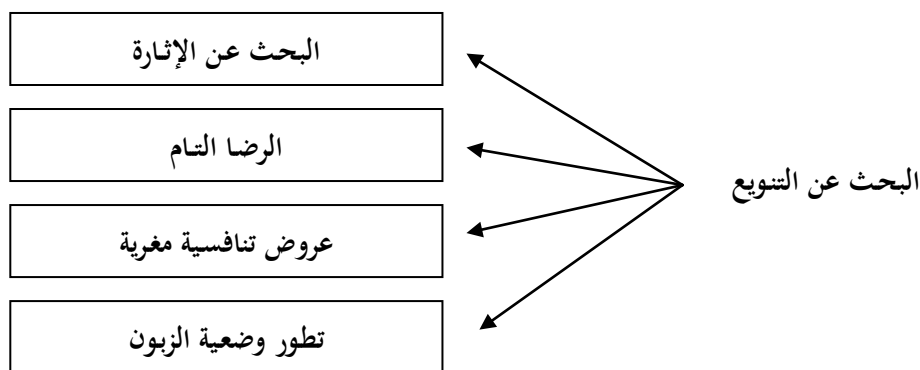 البحث عن الإثارة
الرضا التام
البحث عن التنويع
عروض تنافسية مغرية
تطور وضعية الزبون